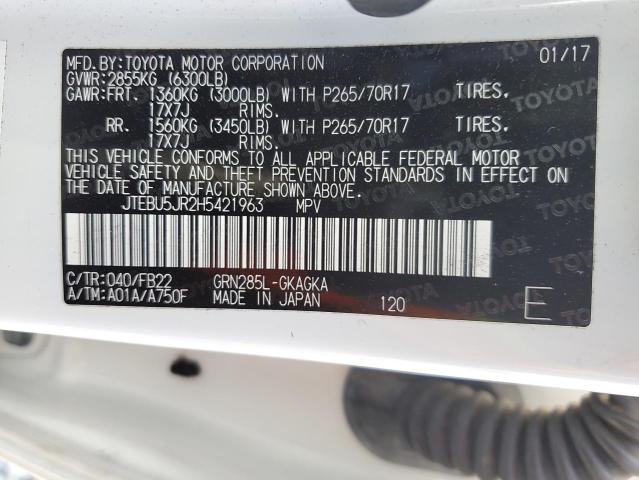 MFD.BY:TOYOTA MOTOR CORPORATION 01/17
GVWR:2855KG (6300LB)
GAWR:FRT. 1360KG (3000LB) WITH P265/70R17 TIRES,
17X7J RIMS.
RR. 1560KG (3450LB) WITH P265/70R17 TIRES,
17X7J RIMS.
THIS VEHICLE CONFORMS TO ALL APPLICABLE FEDERAL MOTOR
VEHICLE SAFETY AND THEFT PREVENTION STANDARDS IN EFFECT ON
THE DATE OF MANUFACTURE SHOWN ABOVE.
JTEBU5JR2H5421963 MPV
C/TR:040/FB22 GRN285L-GKAGKA
A/TM:A01A/A750F MADE IN JAPAN 120 E